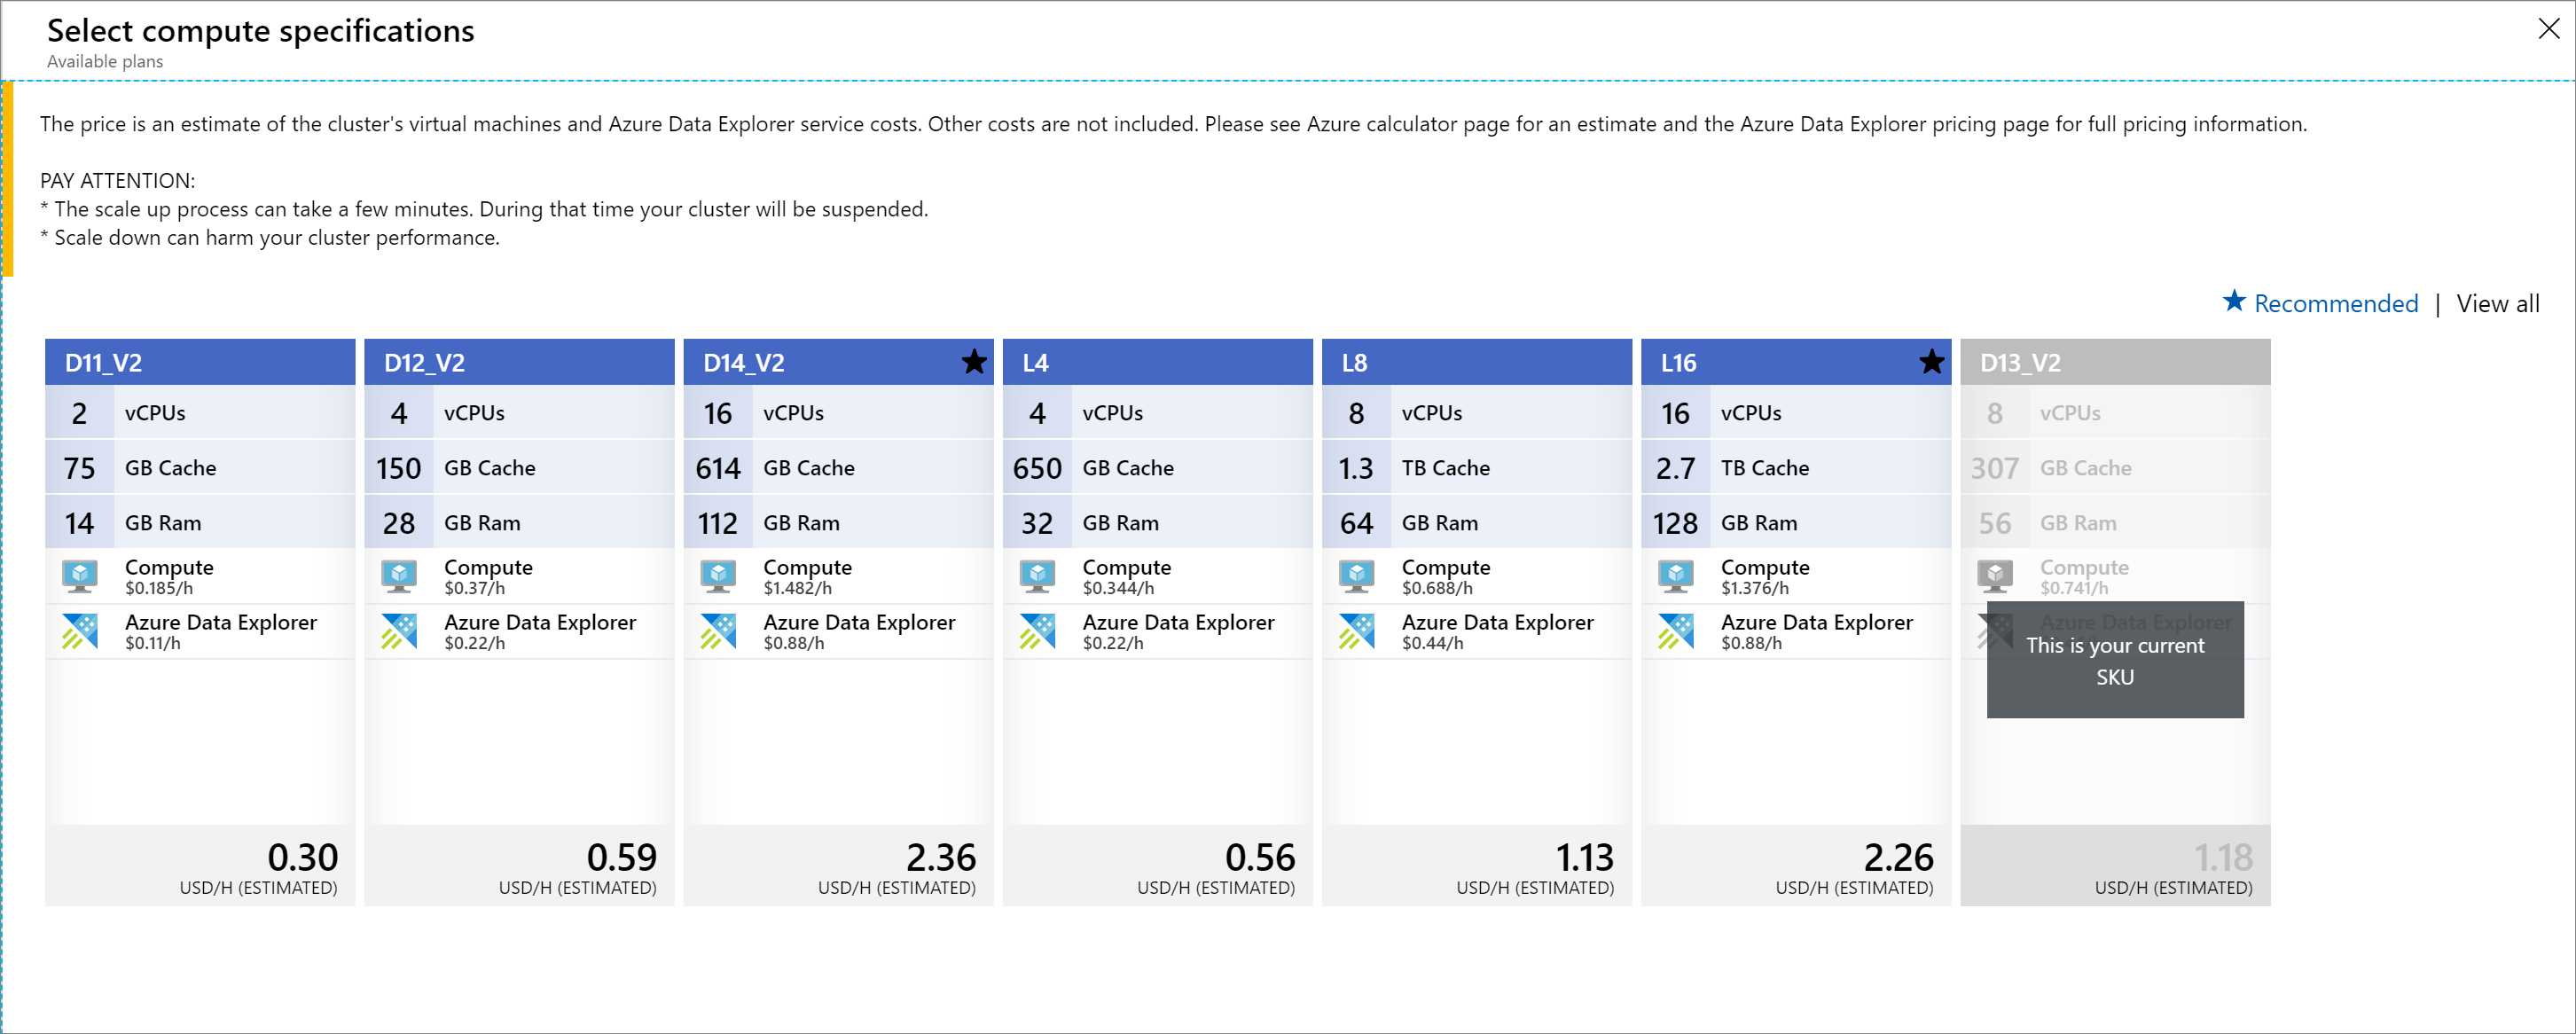 Select compute specifications
Available plans
The price is an estimate of the cluster's virtual machines and Azure Data Explorer service costs. Other costs are not included. Please see Azure calculator page for an estimate and the Azure Data Explorer pricing page for full pricing information.
PAY ATTENTION:
* The scale up process can take a few minutes. During that time your cluster will be suspended.
* Scale down can harm your cluster performance.
★ Recommended | View all
D11_V2
2 vCPUs
75 GB Cache
14 GB Ram
Compute
$0.185/h
Azure Data Explorer
$0.11/h
0.30
USD/H (ESTIMATED)
D12_V2
4 vCPUs
150 GB Cache
28 GB Ram
Compute
$0.37/h
Azure Data Explorer
$0.22/h
0.59
USD/H (ESTIMATED)
D14_V2 ★
16 vCPUs
614 GB Cache
112 GB Ram
Compute
$1.482/h
Azure Data Explorer
$0.88/h
2.36
USD/H (ESTIMATED)
L4
4 vCPUs
650 GB Cache
32 GB Ram
Compute
$0.344/h
Azure Data Explorer
$0.22/h
0.56
USD/H (ESTIMATED)
L8
8 vCPUs
1.3 TB Cache
64 GB Ram
Compute
$0.688/h
Azure Data Explorer
$0.44/h
1.13
USD/H (ESTIMATED)
L16 ★
16 vCPUs
2.7 TB Cache
128 GB Ram
Compute
$1.376/h
Azure Data Explorer
$0.88/h
2.26
USD/H (ESTIMATED)
D13_V2
8 vCPUs
307 GB Cache
56 GB Ram
Compute
$0.741/h
Azure Data Explorer
This is your current
SKU
1.18
USD/H (ESTIMATED)